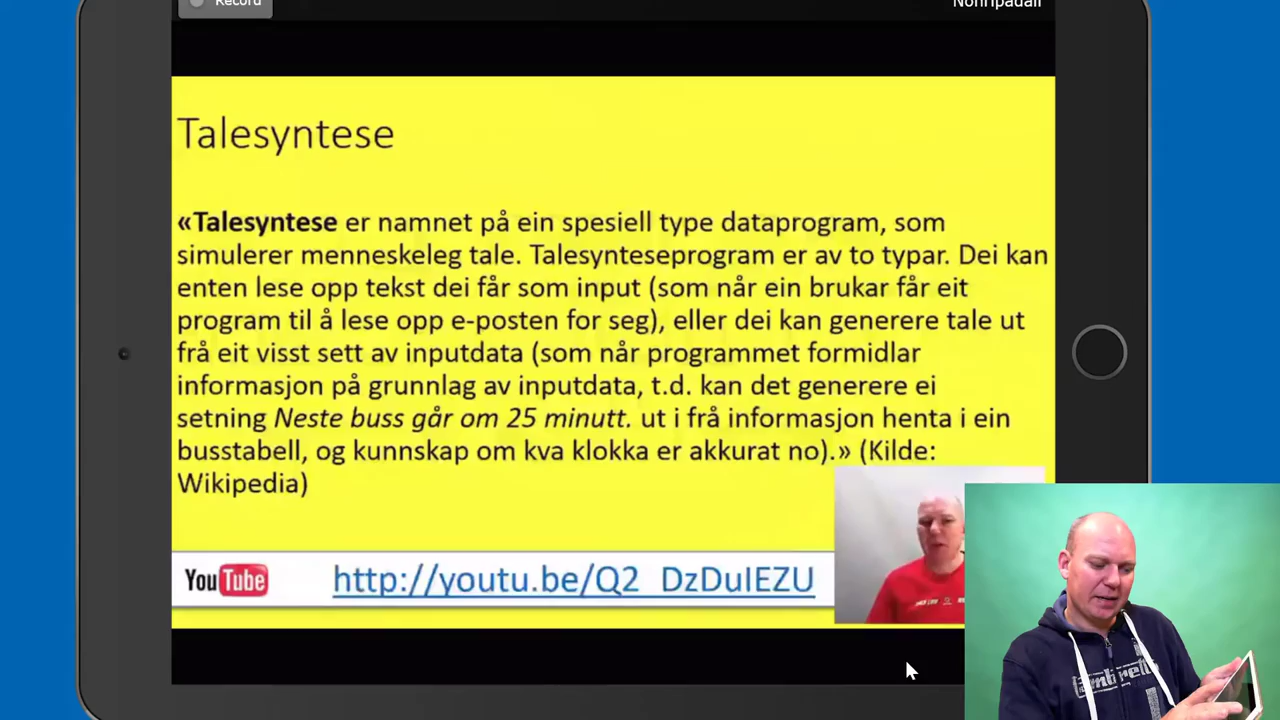 Record
Talesyntese
«Talesyntese er namnet på ein spesiell type dataprogram, som
simulerer menneskeleg tale. Talesynteseprogram er av to typar. Dei kan
enten lese opp tekst dei får som input (som når ein brukar får eit
program til å lese opp e-posten for seg), eller dei kan generere tale ut
frå eit visst sett av inputdata (som når programmet formidlar
informasjon på grunnlag av inputdata, t.d. kan det generere ei
setning Neste buss går om 25 minutt. ut i frå informasjon henta i ein
busstabell, og kunnskap om kva klokka er akkurat no).» (Kilde:
Wikipedia)
YouTube http://youtu.be/Q2_DzDuIEZU